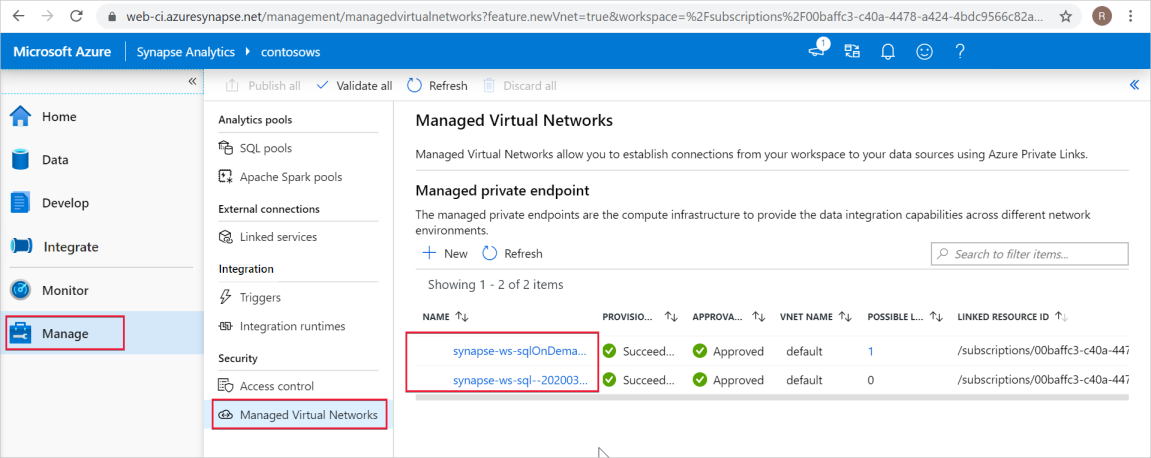 web-ci.azuresynapse.net/management/managedvirtualnetworks?feature.newVnet=true&workspace=%2Fsubscriptions%2F00baffc3-c40a-4478-a424-4bdc9566c82a...
R
Microsoft Azure
Synapse Analytics
contosows
1
?
«
Home
Data
Develop
Integrate
Monitor
Manage
Publish all
Validate all
Refresh
Discard all
«
Analytics pools
SQL pools
Apache Spark pools
External connections
Linked services
Integration
Triggers
Integration runtimes
Security
Access control
Managed Virtual Networks
Managed Virtual Networks
Managed Virtual Networks allow you to establish connections from your workspace to your data sources using Azure Private Links.
Managed private endpoint
The managed private endpoints are the compute infrastructure to provide the data integration capabilities across different network
environments.
New Refresh Search to filter items...
Showing 1 - 2 of 2 items
NAME PROVISIO... APPROVA... VNET NAME POSSIBLE L... LINKED RESOURCE ID
synapse-ws-sqlOnDema... Succeed... Approved default 1 /subscriptions/00baffc3-c40a-447
synapse-ws-sql--202003... Succeed... Approved default 0 /subscriptions/00baffc3-c40a-447